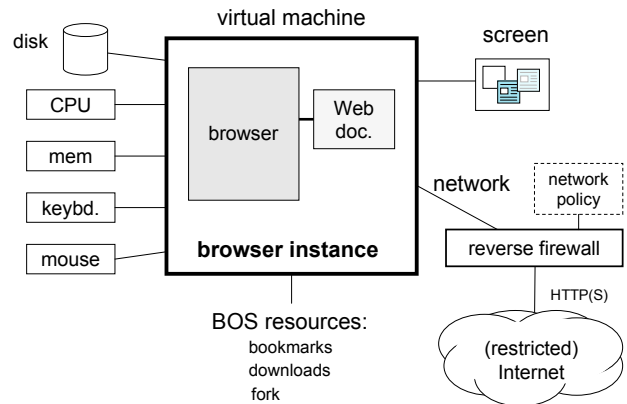 virtual machine
disk
screen
CPU
browser
Web
doc.
mem
network
network
policy
keybd.
browser instance
reverse firewall
mouse
HTTP(S)
BOS resources:
bookmarks
downloads
fork
(restricted)
Internet